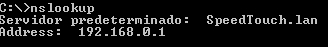 C:\>nslookup
Servidor predeterminado:  SpeedTouch.lan
Address:  192.168.0.1